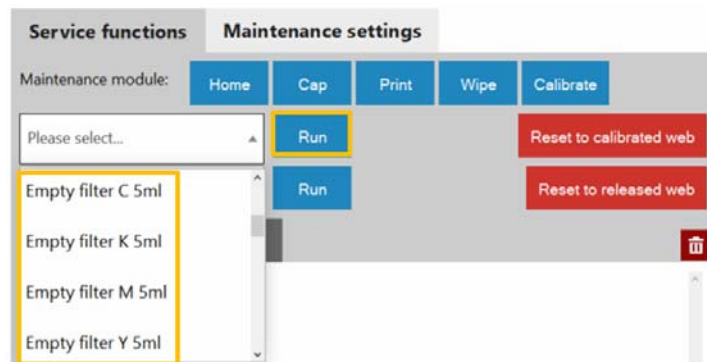 Service functions Maintenance settings
Maintenance module: Home Cap Print Wipe Calibrate
Please select... Run Reset to calibrated web
Run Reset to released web
Empty filter C 5ml
Empty filter K 5ml
Empty filter M 5ml
Empty filter Y 5ml